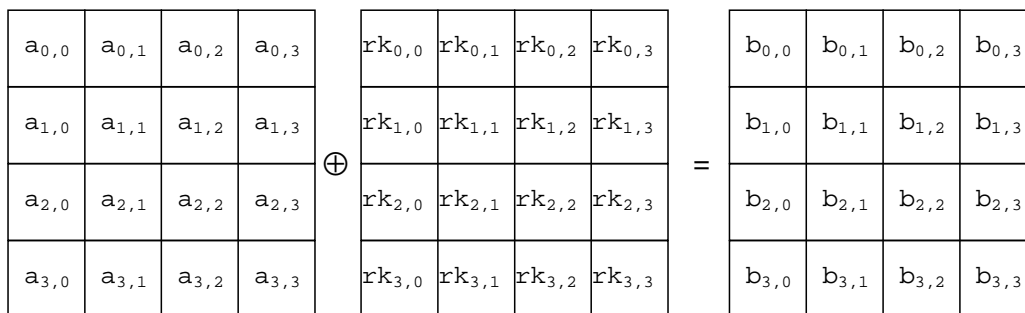 a0,0 a0,1 a0,2 a0,3 rk0,0 rk0,1 rk0,2 rk0,3 b0,0 b0,1 b0,2 b0,3
a1,0 a1,1 a1,2 a1,3 rk1,0 rk1,1 rk1,2 rk1,3 b1,0 b1,1 b1,2 b1,3
⊕ =
a2,0 a2,1 a2,2 a2,3 rk2,0 rk2,1 rk2,2 rk2,3 b2,0 b2,1 b2,2 b2,3
a3,0 a3,1 a3,2 a3,3 rk3,0 rk3,1 rk3,2 rk3,3 b3,0 b3,1 b3,2 b3,3